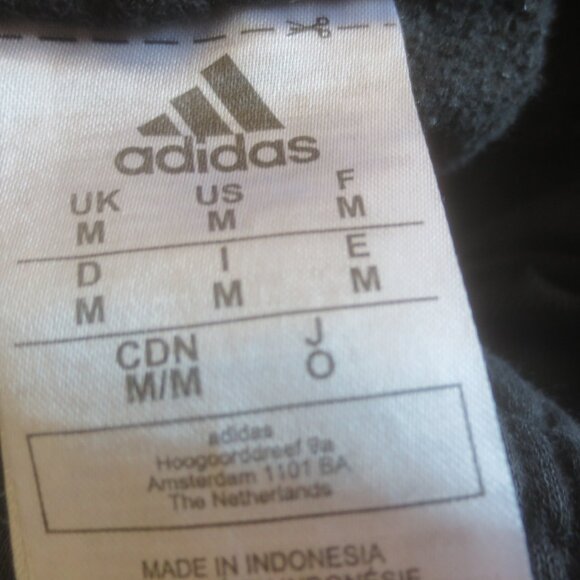 adidas
UK US F
M M M
D I E
M M M
CDN J
M/M O
adidas
Hoogoorddreef 9a
Amsterdam 1101 BA
The Netherlands
MADE IN INDONESIA